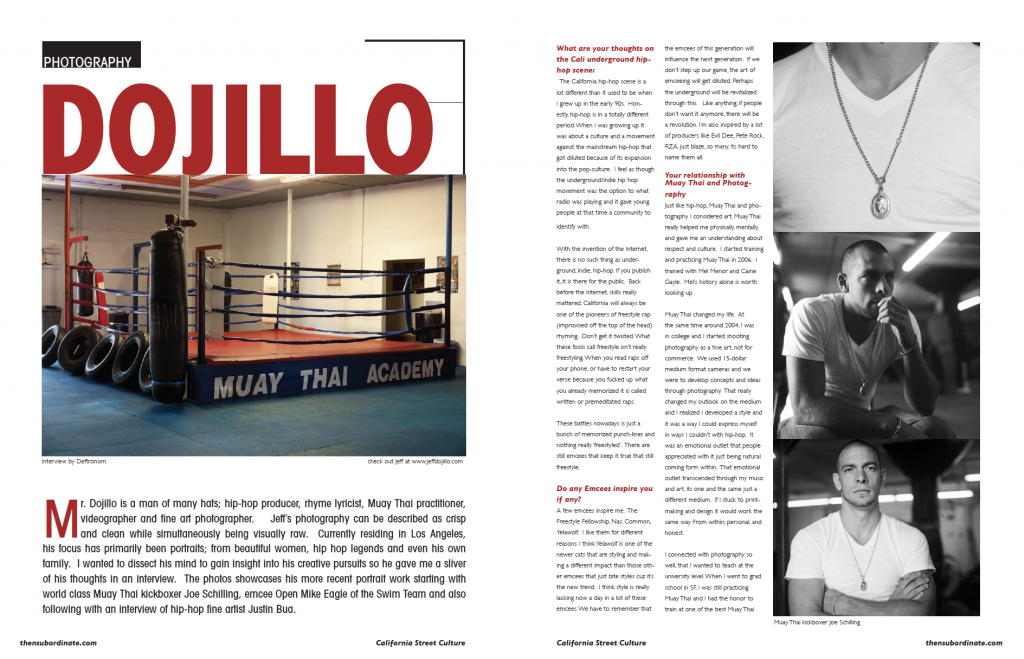 PHOTOGRAPHY
DOJILLO
MUAY THAI ACADEMY
Interview by Deftronism
check out Jeff at www.jeffdojillo.com
Mr. Dojillo is a man of many hats; hip-hop producer, rhyme lyricist, Muay Thai practitioner,
videographer and fine art photographer. Jeff's photography can be described as crisp
and clean while simultaneously being visually raw. Currently residing in Los Angeles,
his focus has primarily been portraits; from beautiful women, hip hop legends and even his own
family. I wanted to dissect his mind to gain insight into his creative pursuits so he gave me a sliver
of his thoughts in an interview. The photos showcases his more recent portrait work starting with
world class Muay Thai kickboxer Joe Schilling, emcee Open Mike Eagle of the Swim Team and also
following with an interview of hip-hop fine artist Justin Bua.
thensubordinate.com
California Street Culture
What are your thoughts on
the Cali underground hip-
hop scene:
The California hip-hop scene is a
lot different than it used to be when
I grew up in the early 90s. Hon-
estly, hip-hop is in a totally different
period. When I was growing up it
was about a culture and a movement
against the mainstream hip-hop that
got diluted because of its expansion
into the pop-culture. I feel as though
the underground/indie hip hop
movement was the option to what
radio was playing and it gave young
people at that time a community to
identify with.
With the invention of the Internet,
there is no such thing as under-
ground, indie, hip-hop. If you publish
it, it is there for the public. Back
before the Internet, skills really
mattered. California will always be
one of the pioneers of freestyle rap
(improvised off the top of the head)
rhyming. Don't get it twisted. What
these fools call freestyle isn't really
freestyling. When you read raps off
your phone, or have to restart your
verse because you fucked up what
you already memorized it is called
written or premeditated raps.
These battles nowadays is just a
bunch of memorized punch-lines and
nothing really 'freestyled'. There are
still emcees that keep it true that still
freestyle.
Do any Emcees inspire you
if any?
A few emcees inspire me. The
Freestyle Fellowship, Nas, Common,
Yelawolf. I like them for different
reasons. I think Yelawolf is one of the
newer cats that are styling and mak-
ing a different impact than those oth-
er emcees that just bite styles cuz it's
the new trend. I think style is really
lacking now a day in a lot of these
emcees. We have to remember that
the emcees of this generation will
influence the next generation. If we
don't step up our game, the art of
emceeing will get diluted. Perhaps
the underground will be revitalized
through this. Like anything, if people
don't want it anymore, there will be
a revolution. I'm also inspired by a lot
of producers like Evil Dee, Pete Rock,
RZA, just blaze, so many. Its hard to
name them all.
Your relationship with
Muay Thai and Photog-
raphy
Just like hip-hop, Muay Thai and pho-
tography I considered art. Muay Thai
really helped me physically, mentally,
and gave me an understanding about
respect and culture. I started training
and practicing Muay Thai in 2006. I
trained with Mel Menor and Caine
Gayle. Mel's history alone is worth
looking up.
Muay Thai changed my life. At
the same time around 2004, I was
in college and I started shooting
photography as a fine art, not for
commerce. We used 15-dollar
medium format cameras and we
were to develop concepts and ideas
through photography. That really
changed my outlook on the medium
and I realized I developed a style and
it was a way I could express myself
in ways I couldn't with hip-hop. It
was an emotional outlet that people
appreciated with it just being natural
coming form within. That emotional
outlet transcended through my music
and art, its one and the same just a
different medium. If I stuck to print-
making and design it would work the
same way. From within; personal, and
honest.
I connected with photography so
well, that I wanted to teach at the
university level. When I went to grad
school in SF, I was still practicing
Muay Thai and I had the honor to
train at one of the best Muay Thai
Muay Thai kickboxer Joe Schilling
California Street Culture
thensubordinate.com